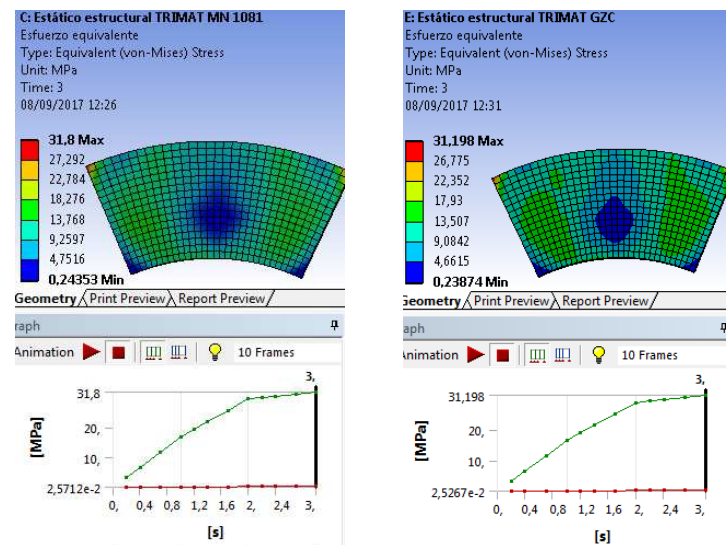 C: Estático estructural TRIMAT MN 1081
Esfuerzo equivalente
Type: Equivalent (von-Mises) Stress
Unit: MPa
Time: 3
08/09/2017 12:26
31,8 Max
27,292
22,784
18,276
13,768
9,2597
4,7516
0,24353 Min
Geometry Print Preview Report Preview
raph
Animation 10 Frames
3,
31,8
20,
10,
2,5712e-2
[MPa]
0, 0,4 0,8 1,2 1,6 2, 2,4 3,
[s]
E: Estático estructural TRIMAT GZC
Esfuerzo equivalente
Type: Equivalent (von-Mises) Stress
Unit: MPa
Time: 3
08/09/2017 12:31
31,198 Max
26,775
22,352
17,93
13,507
9,0842
4,6615
0,23874 Min
Geometry Print Preview Report Preview
raph
Animation 10 Frames
3,
31,198
20,
10,
2,5267e-2
[MPa]
0, 0,4 0,8 1,2 1,6 2, 2,4 3,
[s]